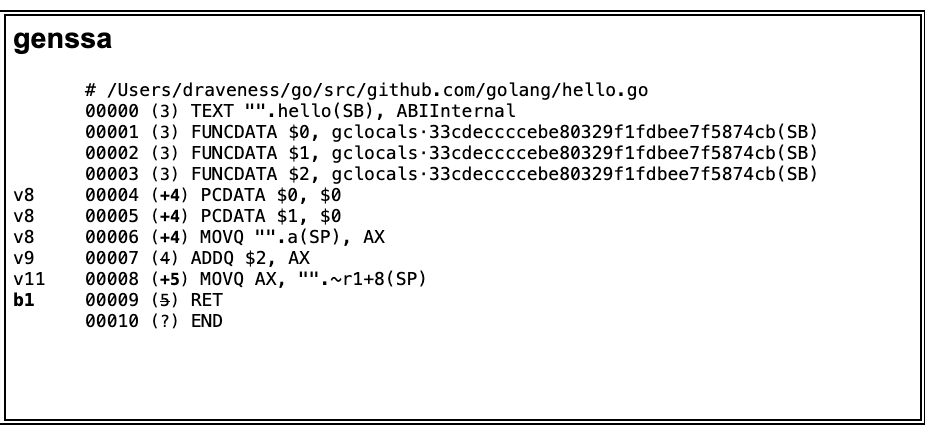 genssa
# /Users/draveness/go/src/github.com/golang/hello.go
00000 (3) TEXT "".hello(SB), ABIInternal
00001 (3) FUNCDATA $0, gclocals·33cdeccccebe80329f1fdbee7f5874cb(SB)
00002 (3) FUNCDATA $1, gclocals·33cdeccccebe80329f1fdbee7f5874cb(SB)
00003 (3) FUNCDATA $2, gclocals·33cdeccccebe80329f1fdbee7f5874cb(SB)
v8 00004 (+4) PCDATA $0, $0
v8 00005 (+4) PCDATA $1, $0
v8 00006 (+4) MOVQ "".a(SP), AX
v9 00007 (4) ADDQ $2, AX
v11 00008 (+5) MOVQ AX, "".~r1+8(SP)
b1 00009 (5) RET
00010 (?) END